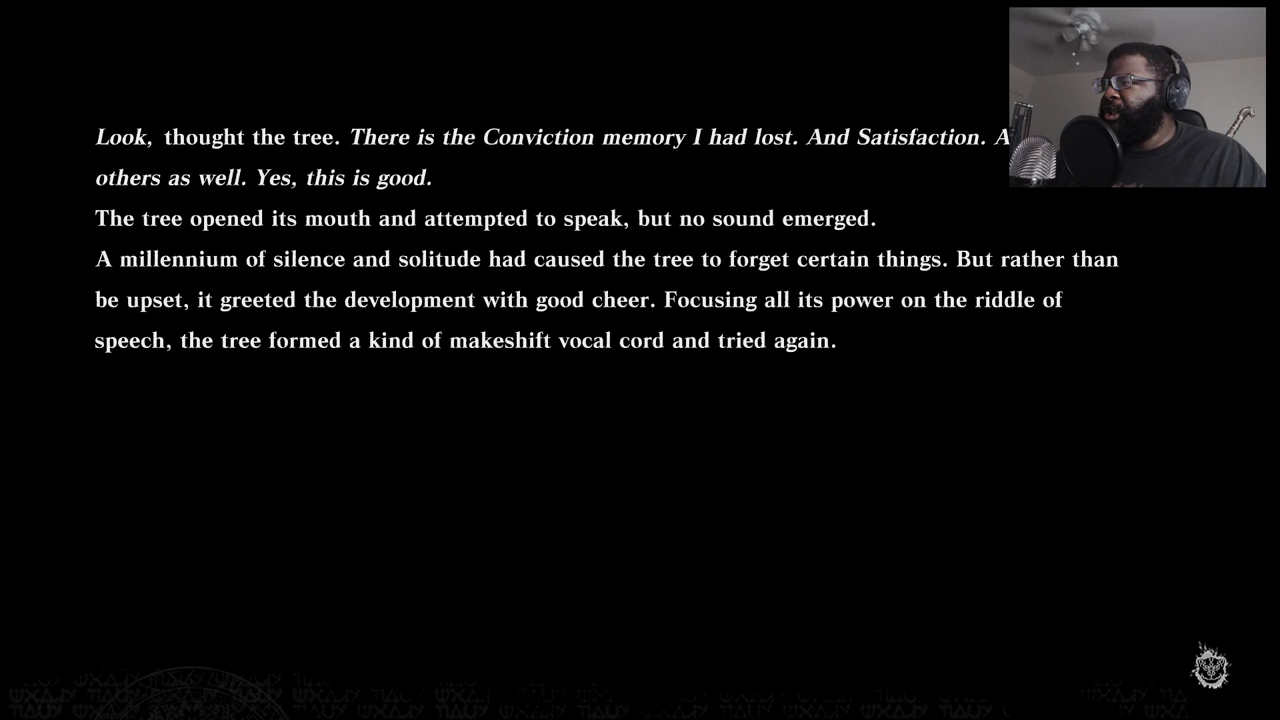 Look, thought the tree. There is the Conviction memory I had lost. And Satisfaction.
others as well. Yes, this is good.
The tree opened its mouth and attempted to speak, but no sound emerged.
A millennium of silence and solitude had caused the tree to forget certain things. But rather than
be upset, it greeted the development with good cheer. Focusing all its power on the riddle of
speech, the tree formed a kind of makeshift vocal cord and tried again.